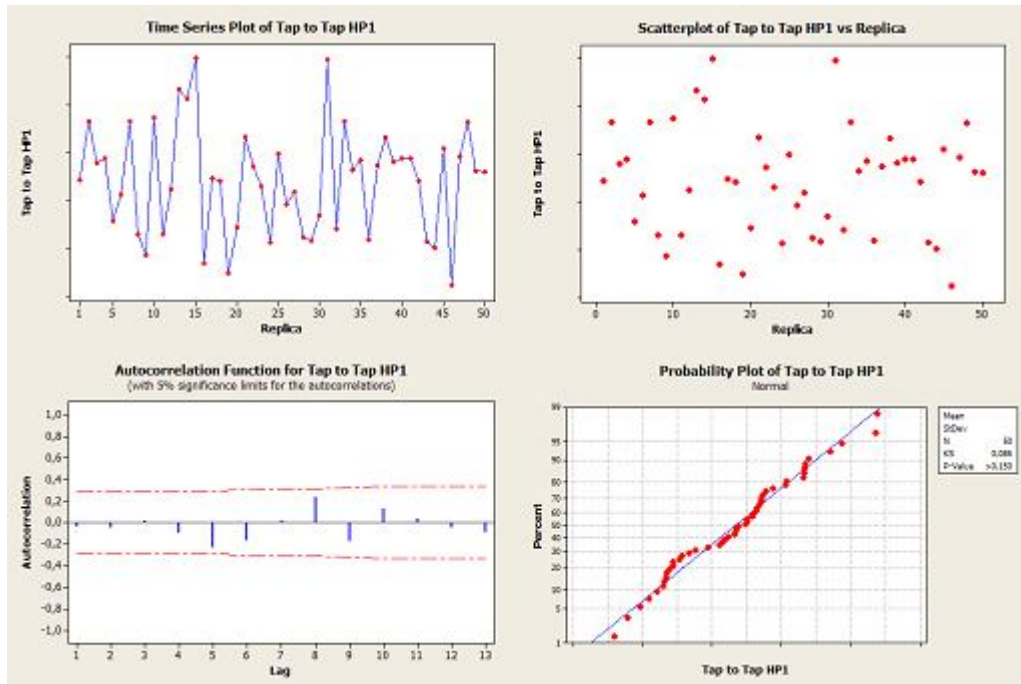 Time Series Plot of Tap to Tap HP1
Tap to Tap HP1
1 5 10 15 20 25 30 35 40 45 50
Replica
Scatterplot of Tap to Tap HP1 vs Replica
Tap to Tap HP1
0 10 20 30 40 50
Replica
Autocorrelation Function for Tap to Tap HP1
(with 5% significance limits for the autocorrelations)
Autocorrelation
1,0
0,8
0,6
0,4
0,2
0,0
-0,2
-0,4
-0,6
-0,8
-1,0
1 2 3 4 5 6 7 8 9 10 11 12 13
Lag
Probability Plot of Tap to Tap HP1
Normal
Percent
99
95
90
80
70
60
50
40
30
20
10
5
1
Tap to Tap HP1
Mean
StDev
N 50
KS 0,086
P-Value >0,150